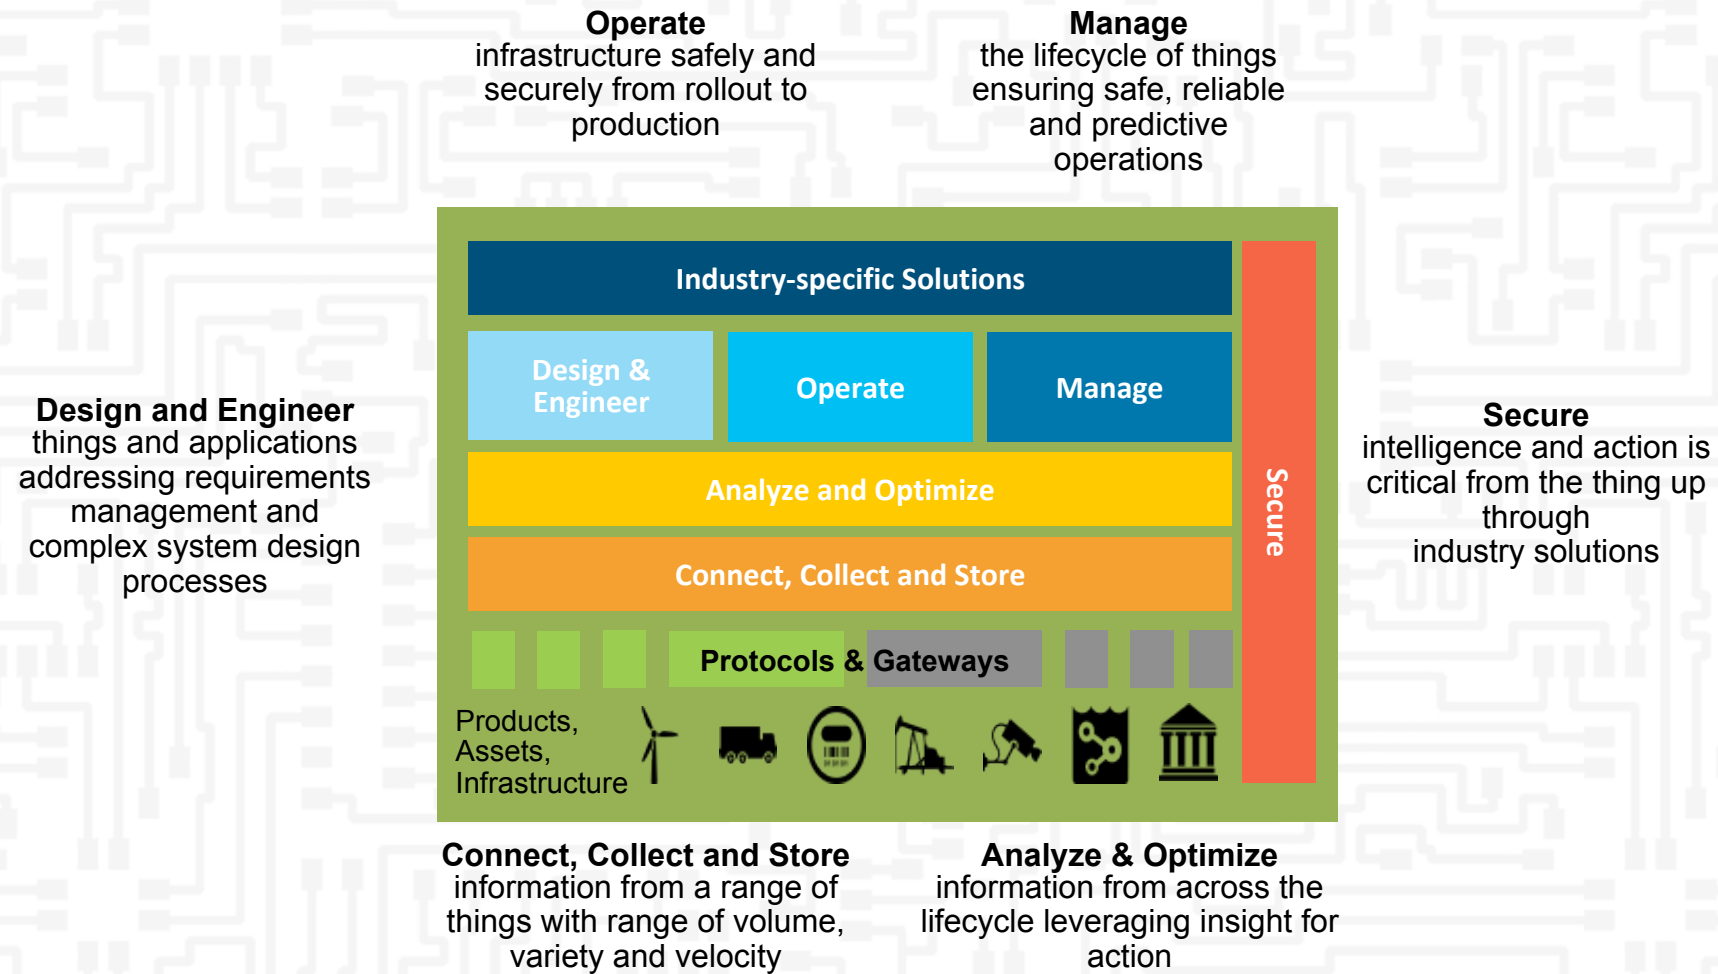 Operate
infrastructure safely and
securely from rollout to
production
Manage
the lifecycle of things
ensuring safe, reliable
and predictive
operations
Design and Engineer
things and applications
addressing requirements
management and
complex system design
processes
Industry-specific Solutions
Design &
Engineer
Operate
Manage
Analyze and Optimize
Connect, Collect and Store
Protocols & Gateways
Products,
Assets,
Infrastructure
Secure
Secure
intelligence and action is
critical from the thing up
through
industry solutions
Connect, Collect and Store
information from a range of
things with range of volume,
variety and velocity
Analyze & Optimize
information from across the
lifecycle leveraging insight for
action